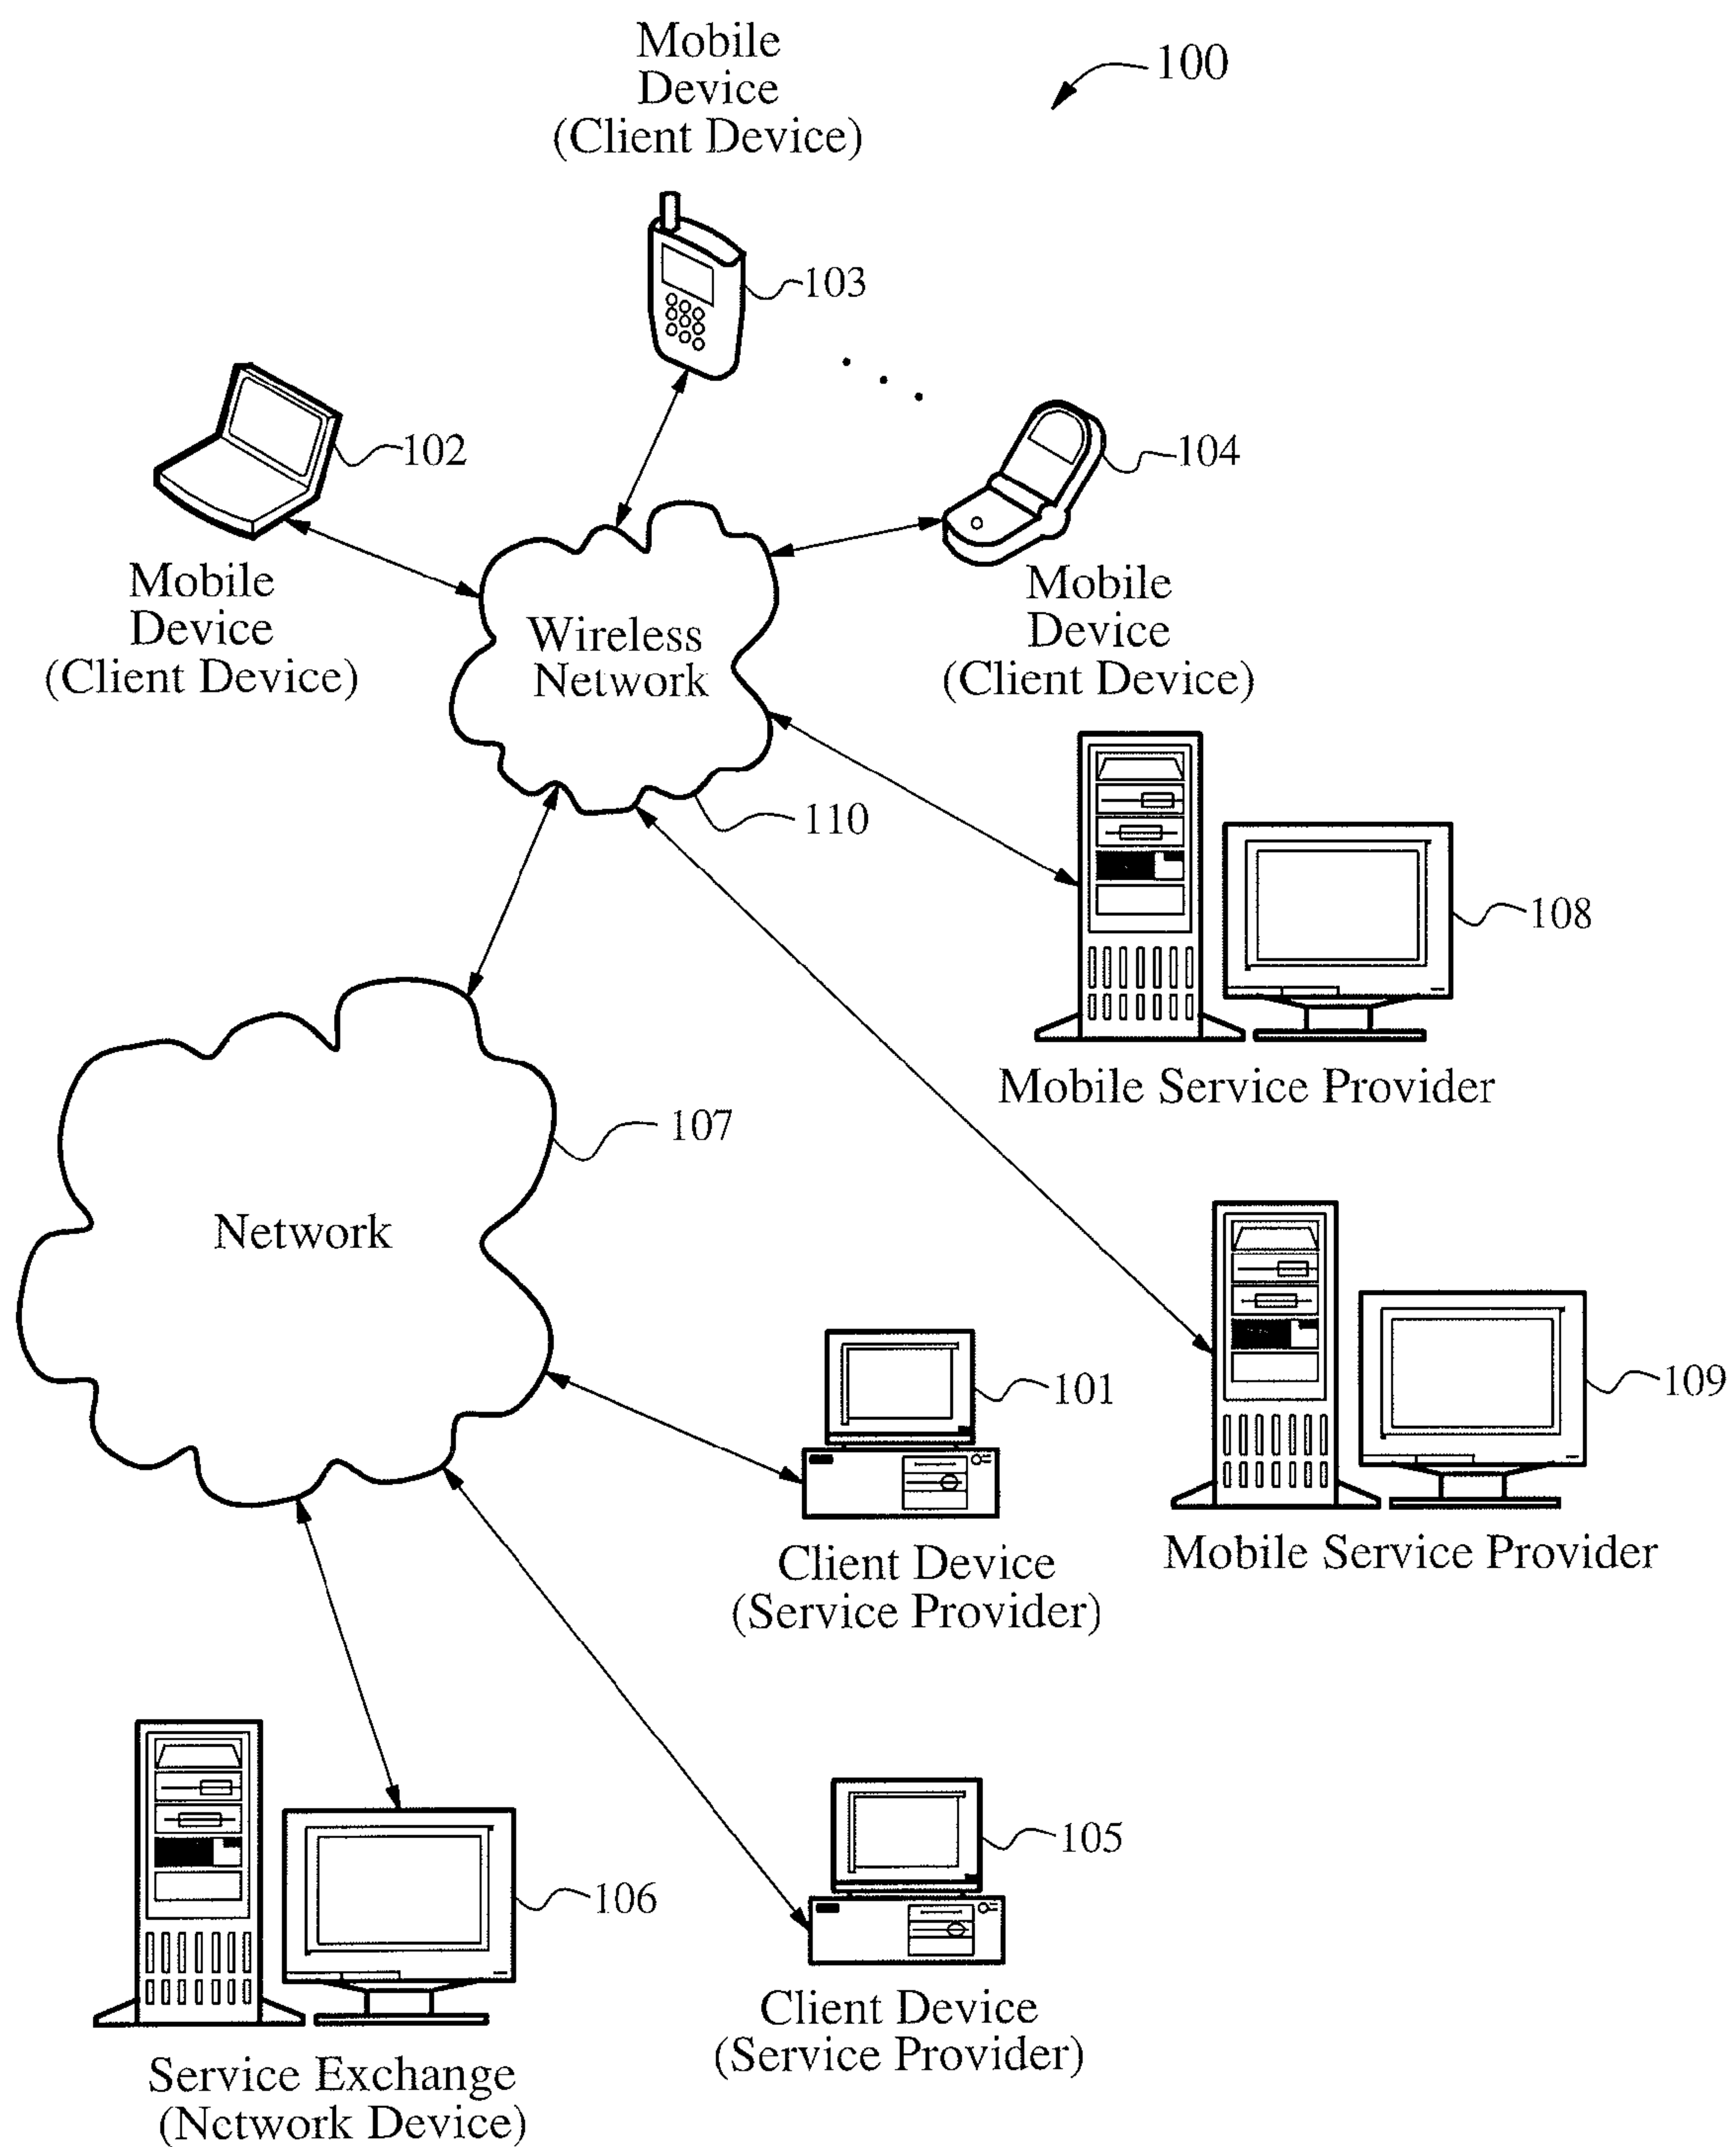 Mobile
Device
(Client Device)
100
103
102
104
Mobile
Device
(Client Device)
Mobile
Device
(Client Device)
Wireless
Network
110
108
Mobile Service Provider
107
Network
101
109
Client Device
(Service Provider)
Mobile Service Provider
105
106
Client Device
(Service Provider)
Service Exchange
(Network Device)